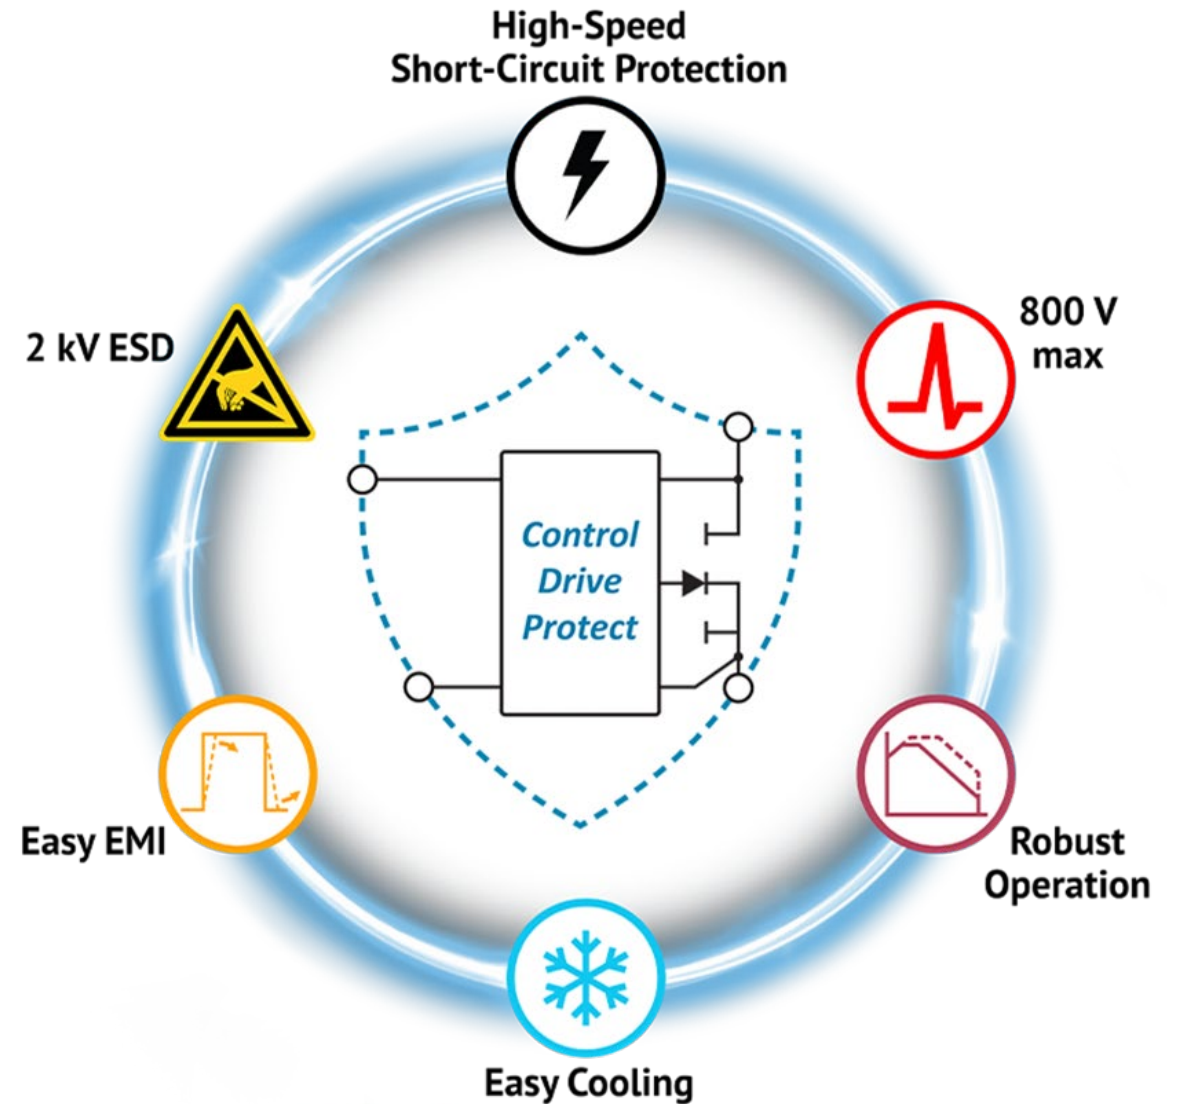 High-Speed
Short-Circuit Protection
800 V
max
2 kV ESD
Control
Drive
Protect
Easy EMI
Robust
Operation
Easy Cooling